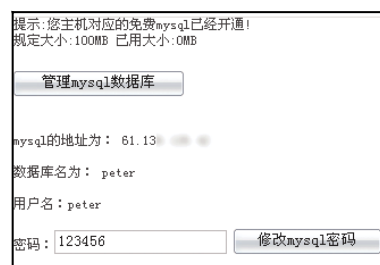 提示:您主机对应的免费mysql已经开通!
规定大小:100MB 已用大小:0MB
管理mysql数据库
mysql的地址为： 61.13
数据库名为： peter
用户名：peter
密码：123456 修改mysql密码